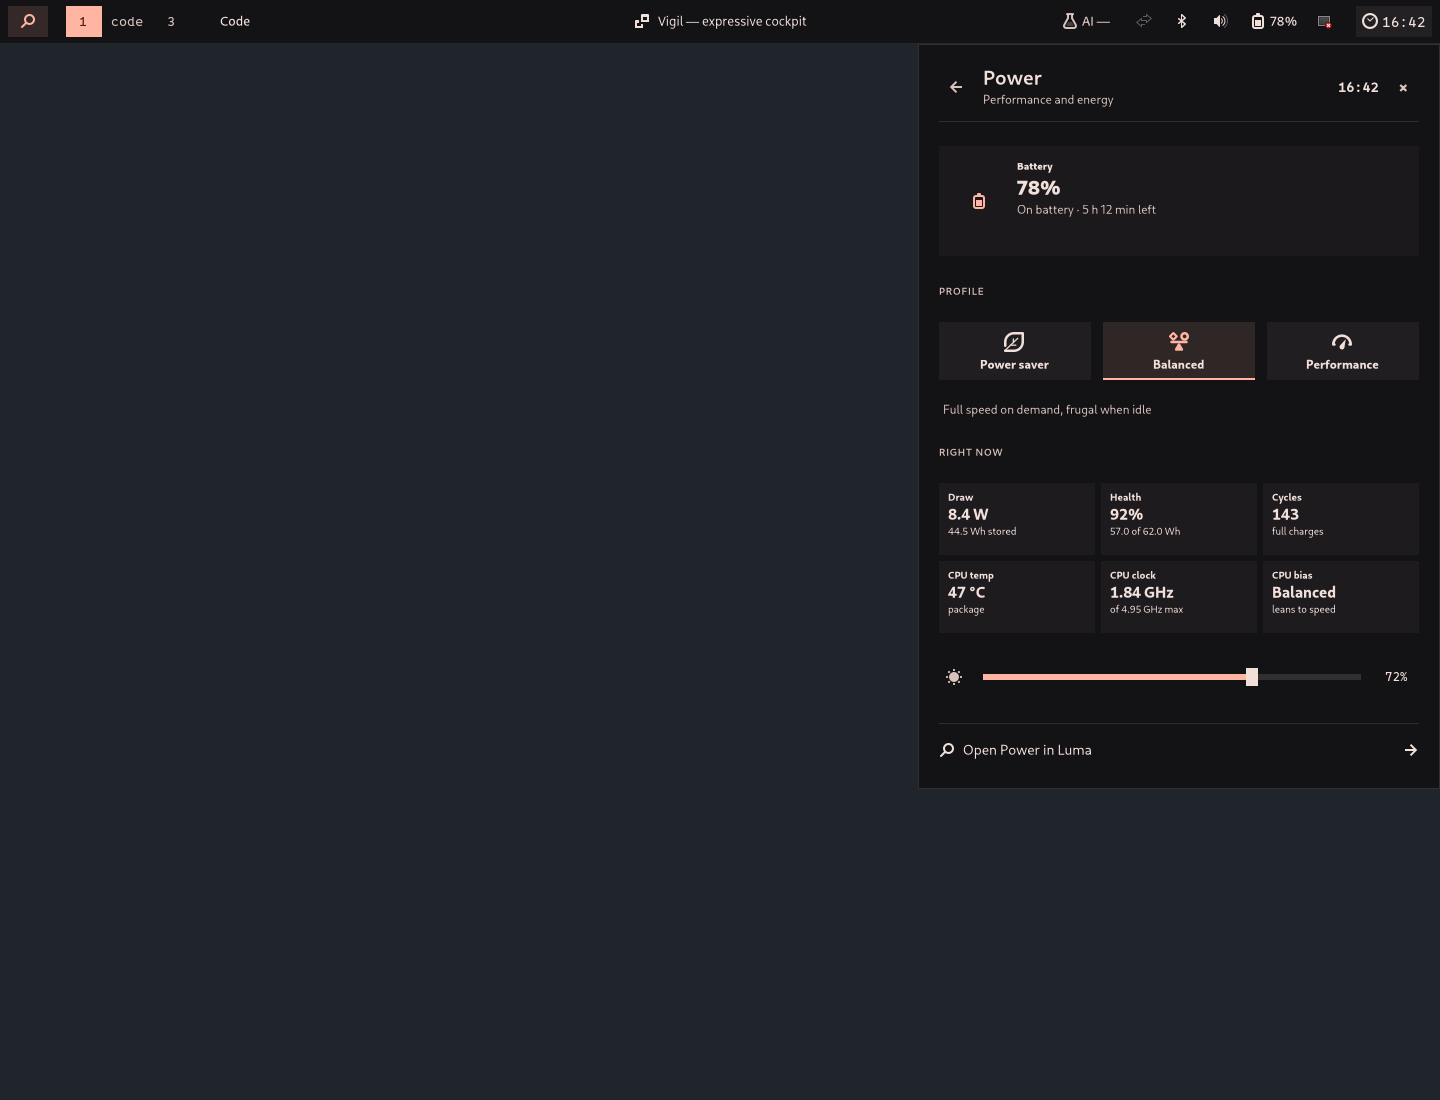 1 code 3 Code Vigil — expressive cockpit AI — 78% 16:42
Power 16:42
Performance and energy
Battery
78%
On battery · 5 h 12 min left
PROFILE
Power saver Balanced Performance
Full speed on demand, frugal when idle
RIGHT NOW
Draw Health Cycles
8.4 W 92% 143
44.5 Wh stored 57.0 of 62.0 Wh full charges
CPU temp CPU clock CPU bias
47 °C 1.84 GHz Balanced
package of 4.95 GHz max leans to speed
72%
Open Power in Luma